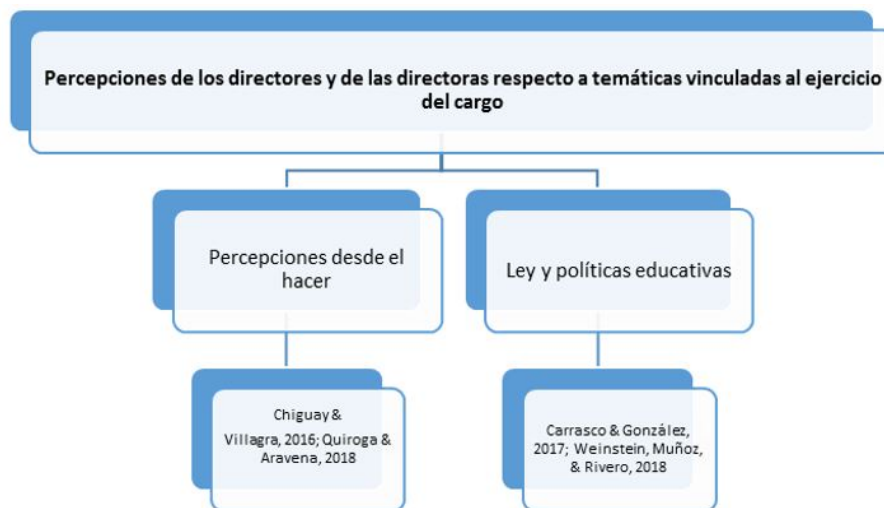 Percepciones de los directores y de las directoras respecto a temáticas vinculadas al ejercicio
del cargo
Percepciones desde el
hacer
Ley y políticas educativas
Chiguay &
Villagra, 2016; Quiroga &
Aravena, 2018
Carrasco & González,
2017; Weinstein, Muñoz,
& Rivero, 2018